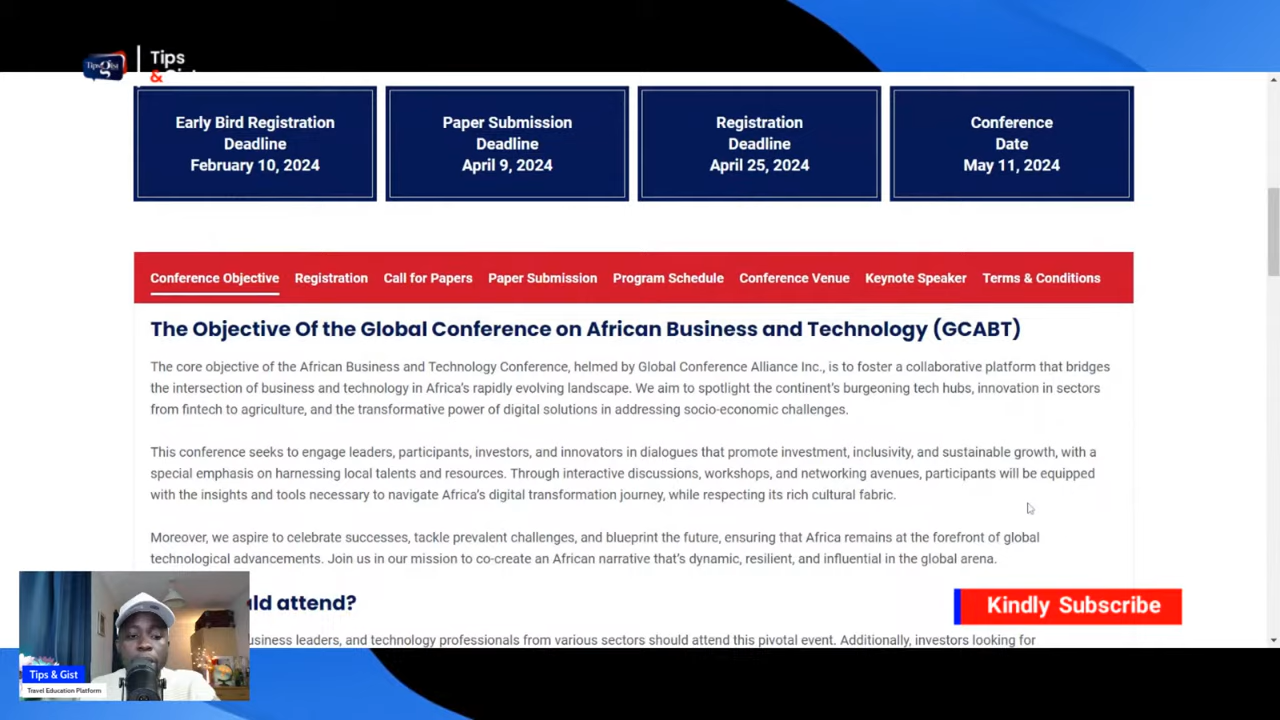 Tips
&
Tips
Gist
Early Bird Registration
Deadline
February 10, 2024
Paper Submission
Deadline
April 9, 2024
Registration
Deadline
April 25, 2024
Conference
Date
May 11, 2024
Conference Objective Registration Call for Papers Paper Submission Program Schedule Conference Venue Keynote Speaker Terms & Conditions
The Objective Of the Global Conference on African Business and Technology (GCABT)
The core objective of the African Business and Technology Conference, helmed by Global Conference Alliance Inc., is to foster a collaborative platform that bridges
the intersection of business and technology in Africa's rapidly evolving landscape. We aim to spotlight the continent's burgeoning tech hubs, innovation in sectors
from fintech to agriculture, and the transformative power of digital solutions in addressing socio-economic challenges.
This conference seeks to engage leaders, participants, investors, and innovators in dialogues that promote investment, inclusivity, and sustainable growth, with a
special emphasis on harnessing local talents and resources. Through interactive discussions, workshops, and networking avenues, participants will be equipped
with the insights and tools necessary to navigate Africa's digital transformation journey, while respecting its rich cultural fabric.
Moreover, we aspire to celebrate successes, tackle prevalent challenges, and blueprint the future, ensuring that Africa remains at the forefront of global
technological advancements. Join us in our mission to co-create an African narrative that's dynamic, resilient, and influential in the global arena.
ld attend?
Kindly Subscribe
usiness leaders, and technology professionals from various sectors should attend this pivotal event. Additionally, investors looking for
Tips & Gist
Travel Education Platform